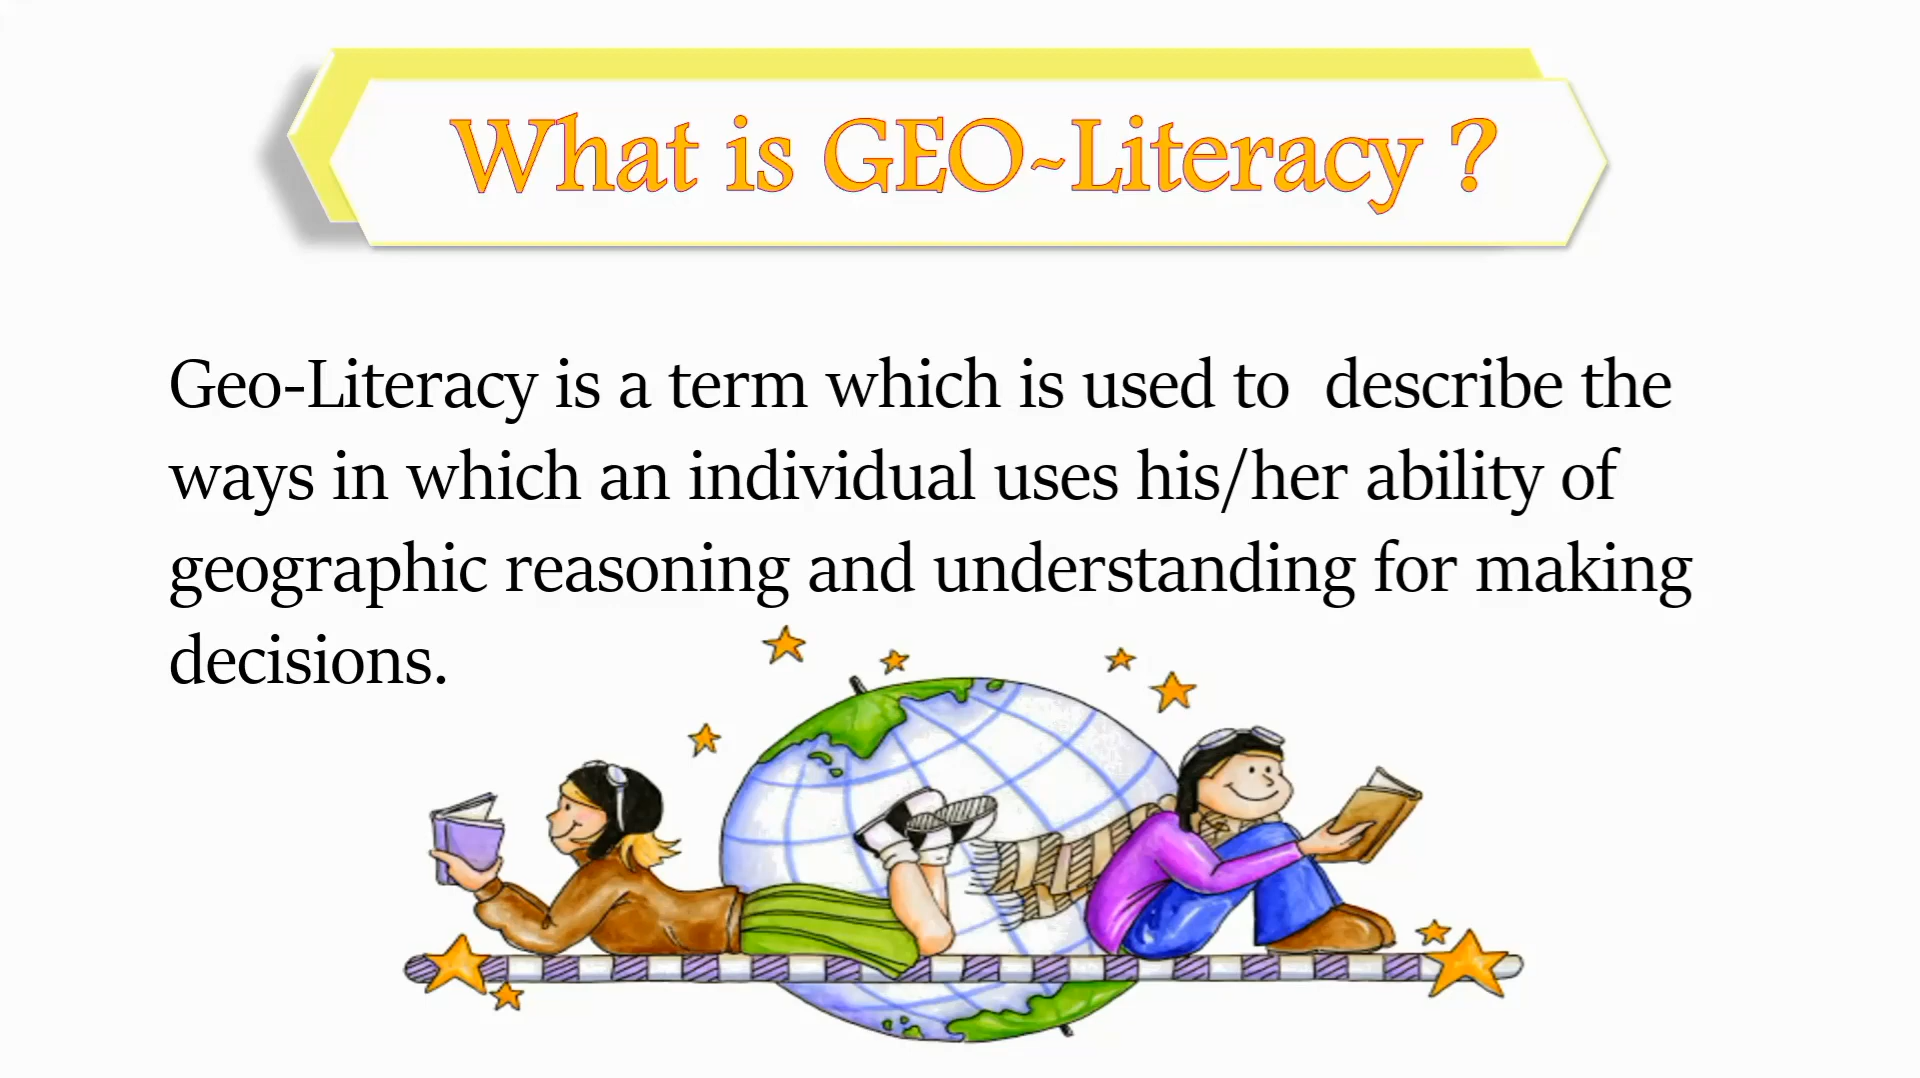 What is GEO~Literacy ?
Geo-Literacy is a term which is used to  describe the
ways in which an individual uses his/her ability of
geographic reasoning and understanding for making
decisions.